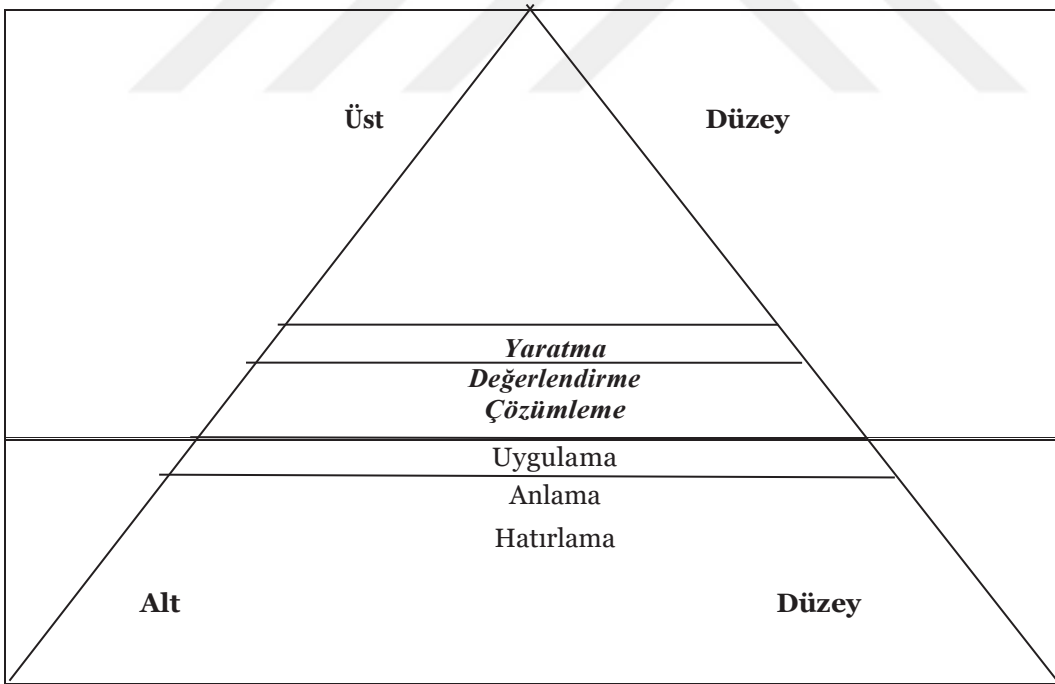 Üst Düzey
Yaratma
Değerlendirme
Çözümleme
Uygulama
Anlama
Hatırlama
Alt Düzey